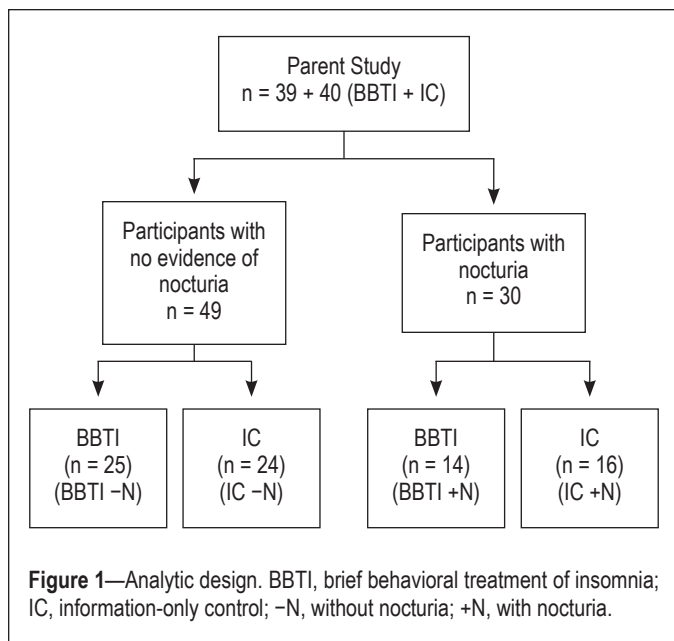 Parent Study
n = 39 + 40 (BBTI + IC)
Participants with
no evidence of
nocturia
n = 49
Participants with
nocturia
n = 30
BBTI
(n = 25)
(BBTI −N)
IC
(n = 24)
(IC −N)
BBTI
(n = 14)
(BBTI +N)
IC
(n = 16)
(IC +N)
Figure 1—Analytic design. BBTI, brief behavioral treatment of insomnia;
IC, information-only control; −N, without nocturia; +N, with nocturia.